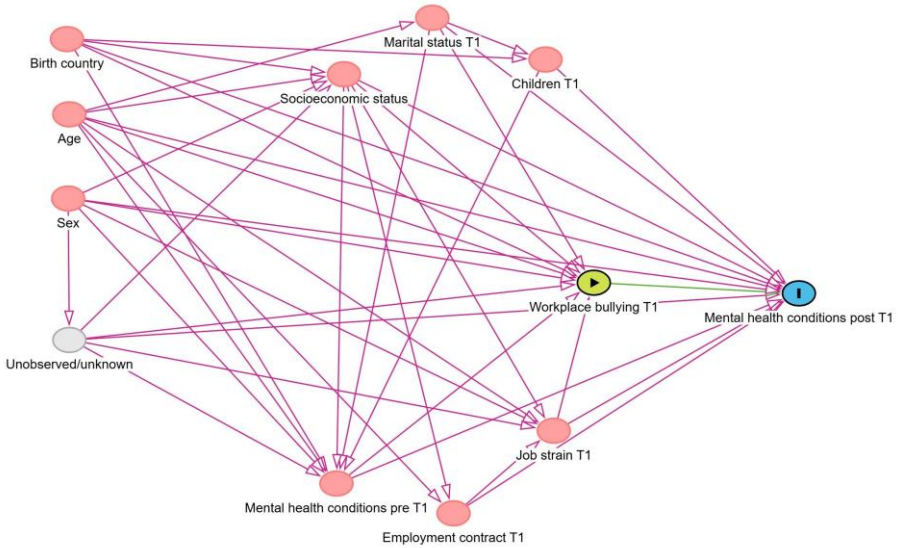 Marital status T1
Birth country
Children T1
Socioeconomic status
Age
Sex
Workplace bullying T1
Mental health conditions post T1
Unobserved/unknown
Job strain T1
Mental health conditions pre T1
Employment contract T1